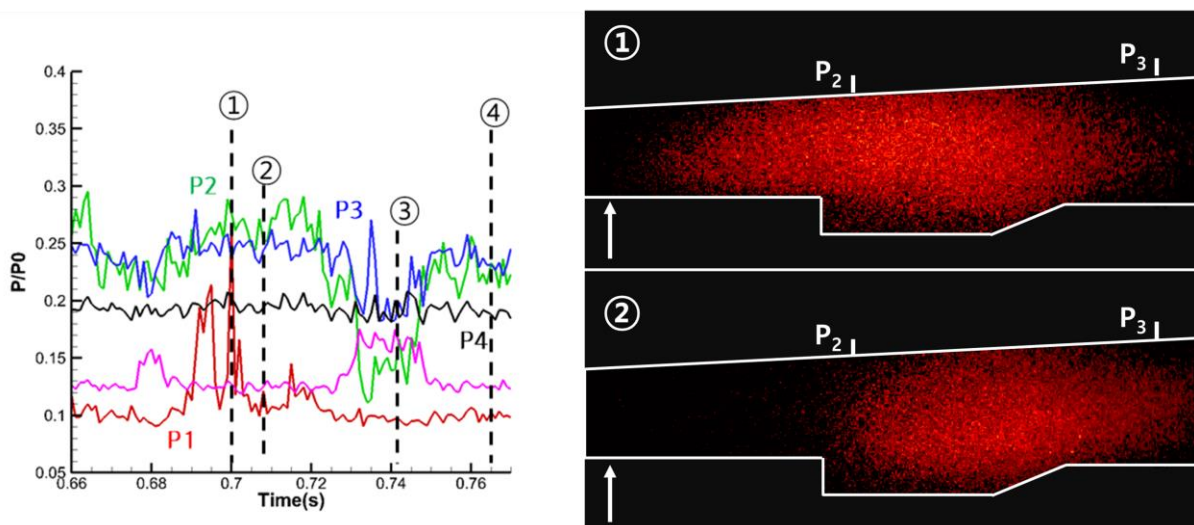 0.4
0.35
0.3
0.25
0.2
0.15
0.1
0.05
P/P0
0.66
0.68
0.7
0.72
0.74
0.76
Time(s)
①
②
③
④
P2
P3
P4
P1
①
P₂
P₃
②
P₂
P₃